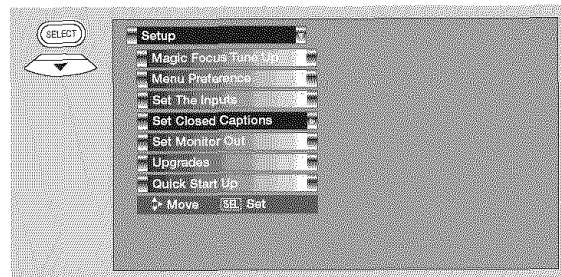 SELECT
Setup
Magic Focus Tune Up
Menu Preference
Set The Inputs
Set Closed Captions
Set Monitor Out
Upgrades
Quick Start Up
Move SEL Set